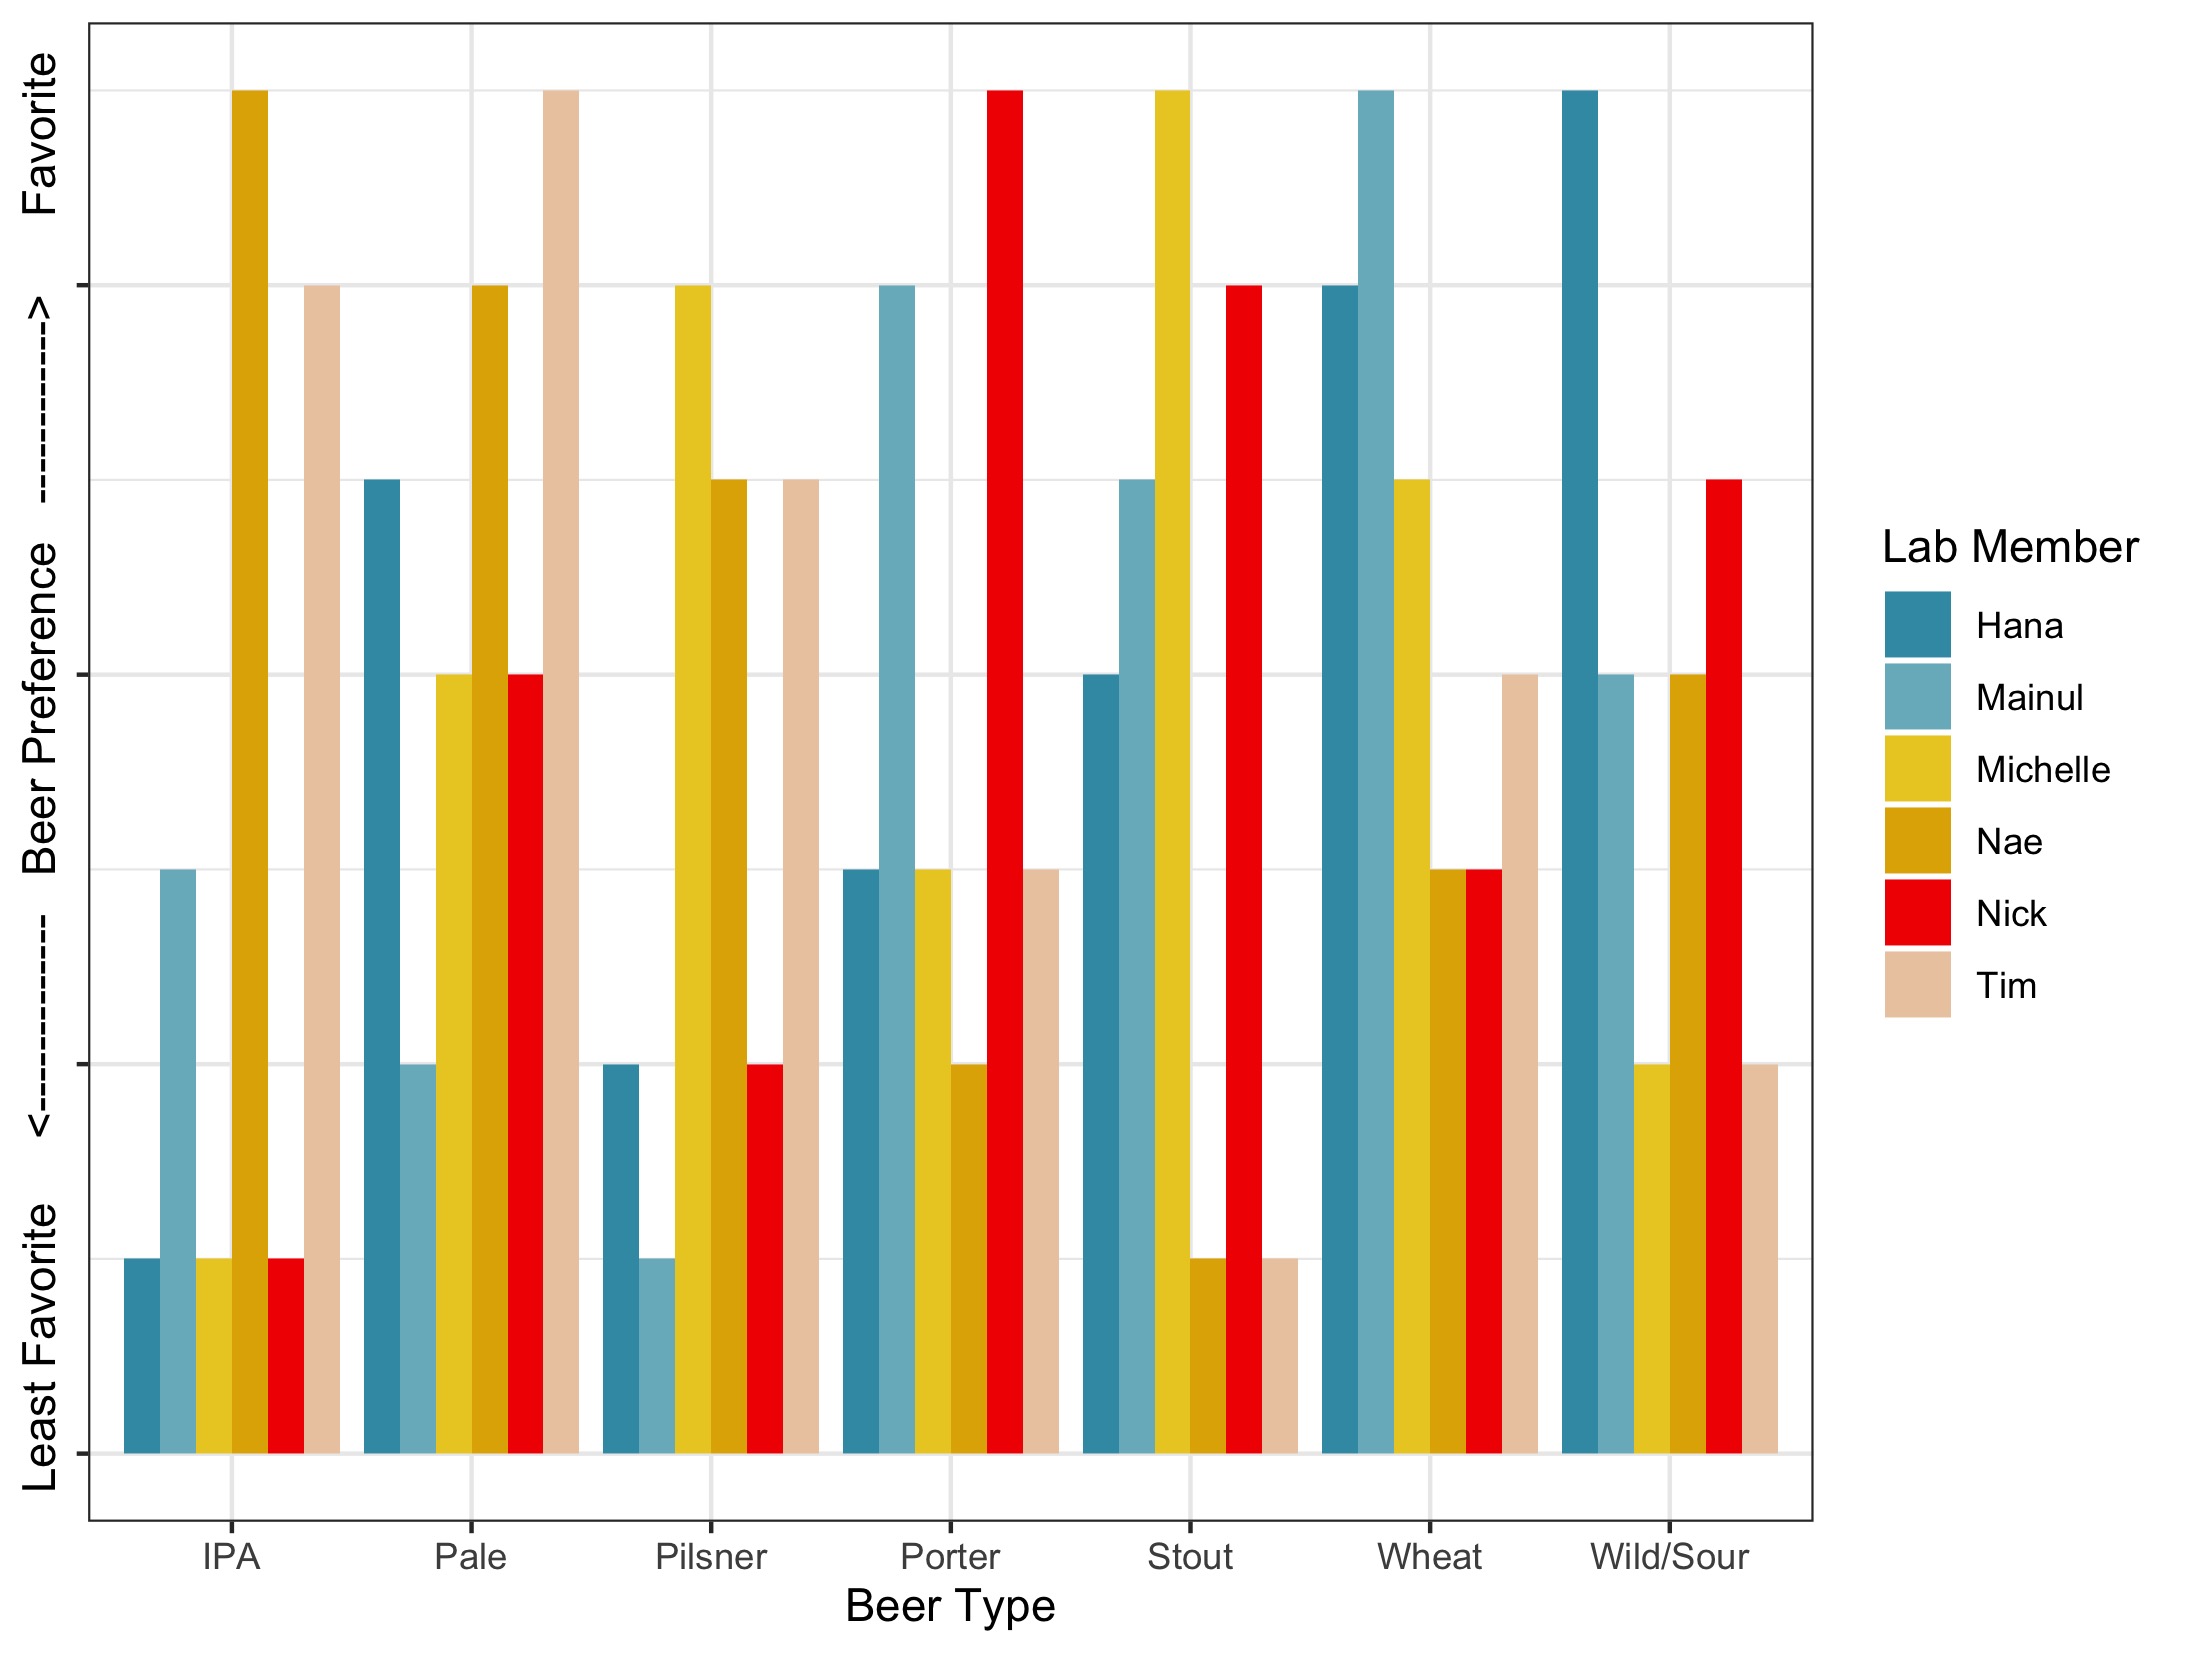 Least Favorite <-------------- Beer Preference --------------> Favorite
IPA Pale Pilsner Porter Stout Wheat Wild/Sour
Beer Type
Lab Member
Hana
Mainul
Michelle
Nae
Nick
Tim